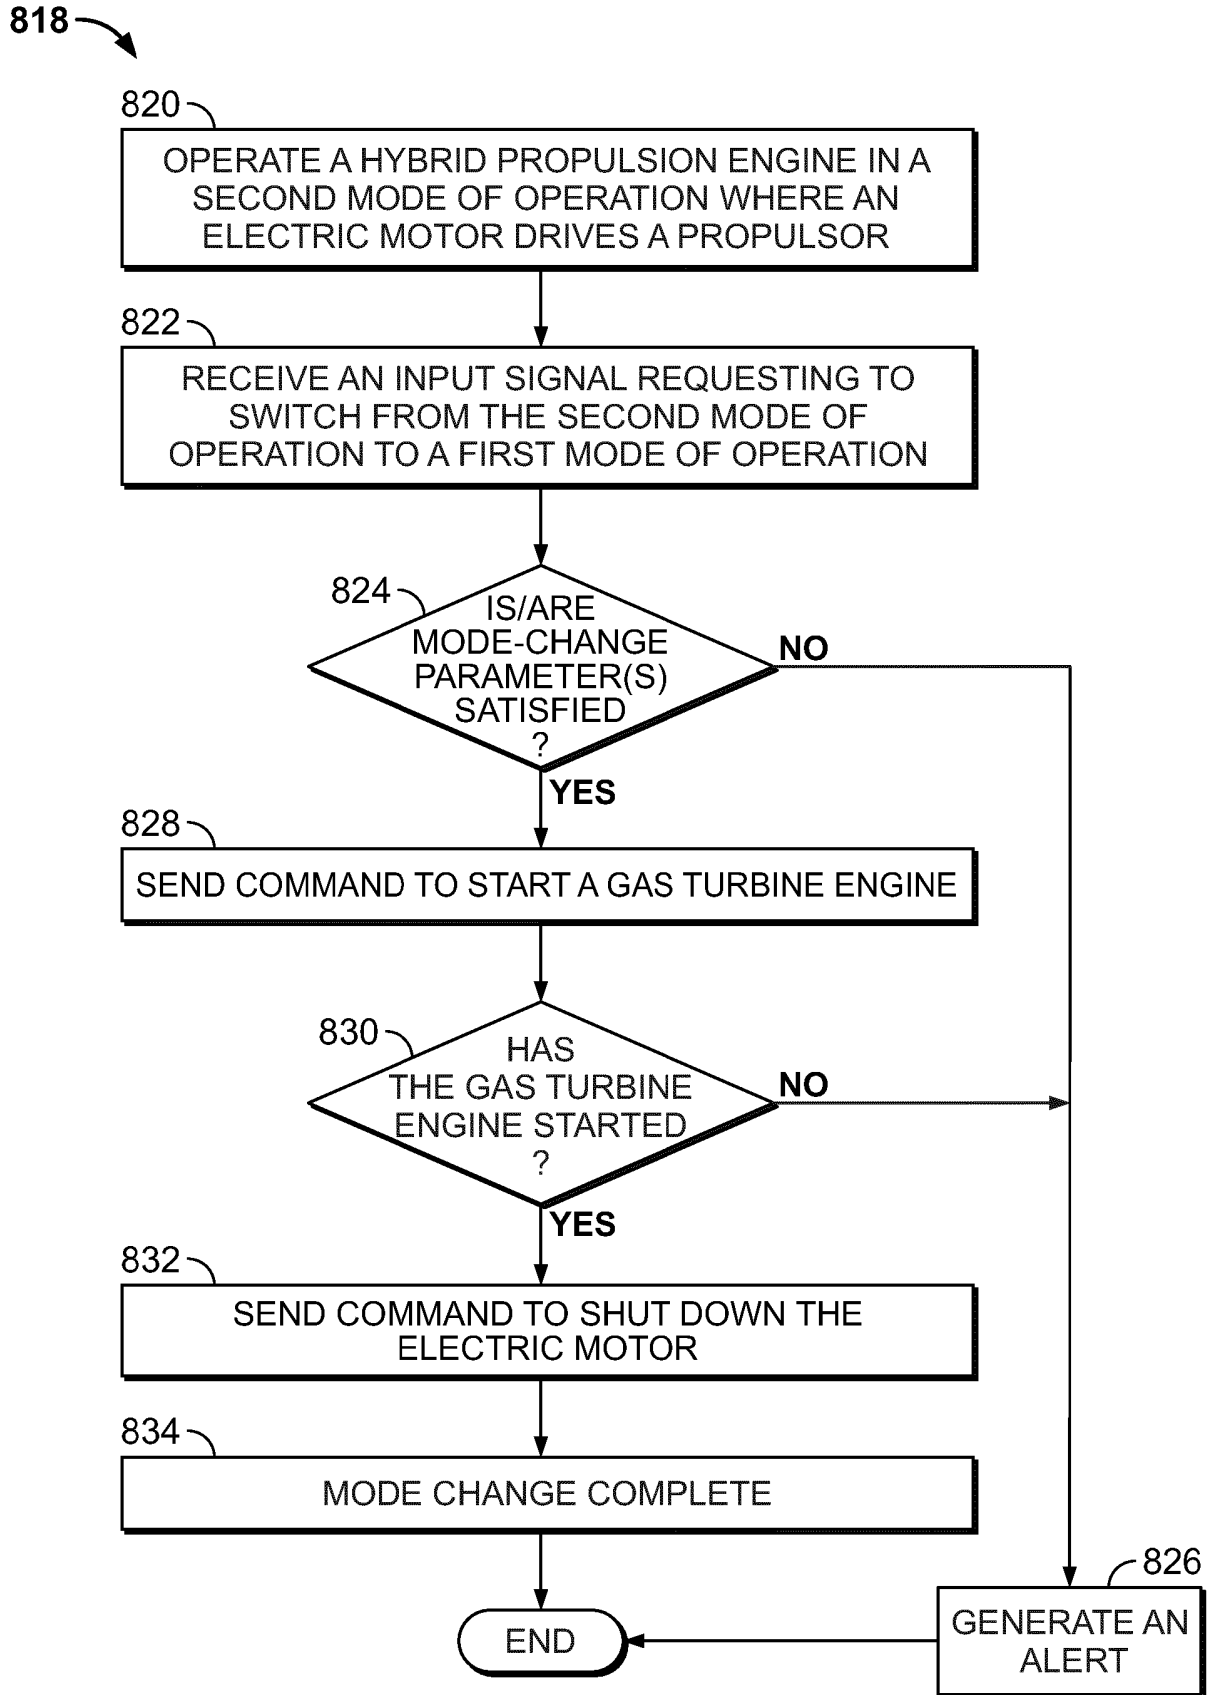 818
820
OPERATE A HYBRID PROPULSION ENGINE IN A
SECOND MODE OF OPERATION WHERE AN
ELECTRIC MOTOR DRIVES A PROPULSOR
822
RECEIVE AN INPUT SIGNAL REQUESTING TO
SWITCH FROM THE SECOND MODE OF
OPERATION TO A FIRST MODE OF OPERATION
824
IS/ARE
MODE-CHANGE
PARAMETER(S)
SATISFIED
?
NO
YES
828
SEND COMMAND TO START A GAS TURBINE ENGINE
830
HAS
THE GAS TURBINE
ENGINE STARTED
?
NO
YES
832
SEND COMMAND TO SHUT DOWN THE
ELECTRIC MOTOR
834
MODE CHANGE COMPLETE
826
GENERATE AN
ALERT
END